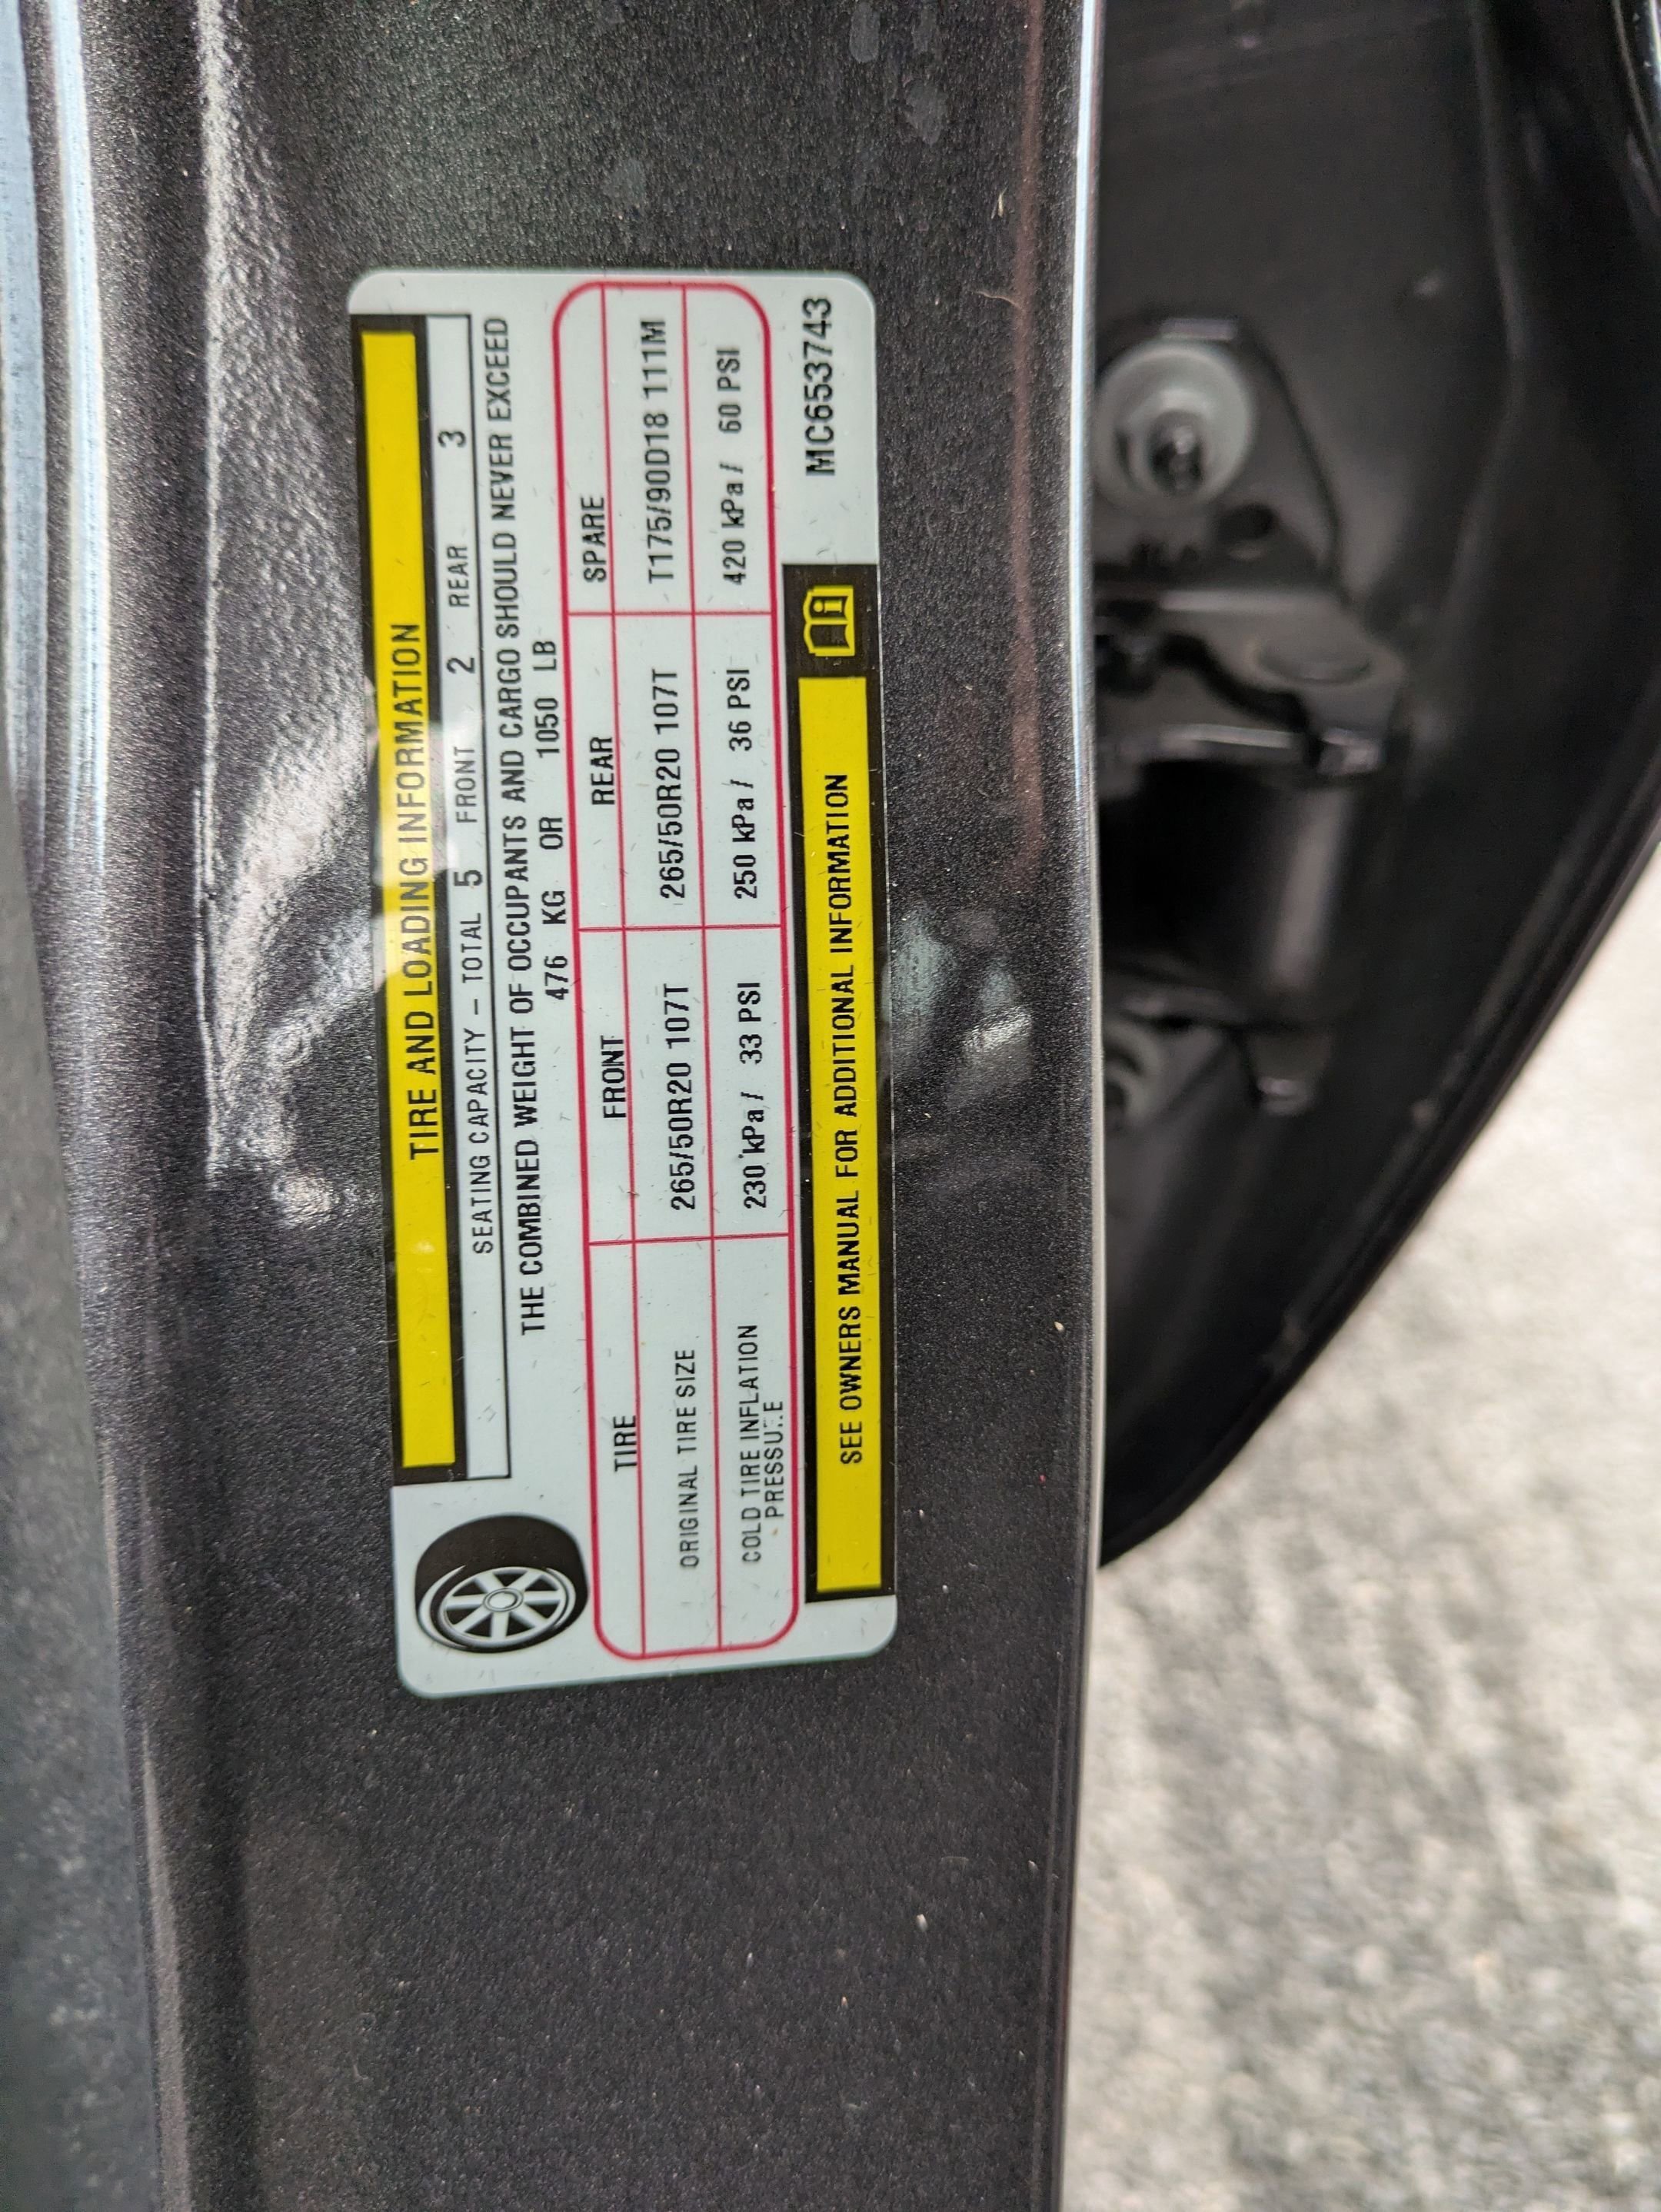 TIRE AND LOADING INFORMATION
SEATING CAPACITY – TOTAL 5 FRONT 2 REAR 3
THE COMBINED WEIGHT OF OCCUPANTS AND CARGO SHOULD NEVER EXCEED
476 KG OR 1050 LB
TIRE FRONT REAR SPARE
ORIGINAL TIRE SIZE 265/50R20 107T 265/50R20 107T T175/90D18 111M
COLD TIRE INFLATION PRESSURE 230 kPa / 33 PSI 250 kPa / 36 PSI 420 kPa / 60 PSI
SEE OWNERS MANUAL FOR ADDITIONAL INFORMATION
MC653743